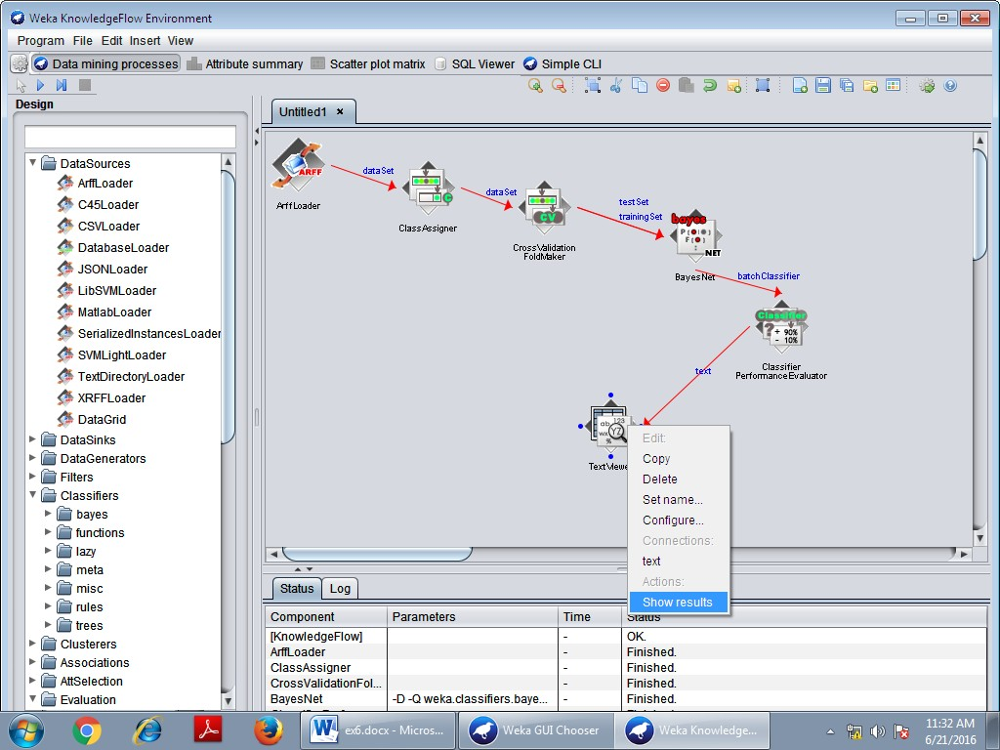 Weka KnowledgeFlow Environment
Program File Edit Insert View
Data mining processes Attribute summary Scatter plot matrix SQL Viewer Simple CLI
Design
Untitled1
DataSources
ArffLoader
C45Loader
CSVLoader
DatabaseLoader
JSONLoader
LibSVMLoader
MatlabLoader
SerializedInstancesLoader
SVMLightLoader
TextDirectoryLoader
XRFFLoader
DataGrid
DataSinks
DataGenerators
Filters
Classifiers
bayes
functions
lazy
meta
misc
rules
trees
Clusterers
Associations
AttSelection
Evaluation
ARFF
ArffLoader
dataSet
C
ClassAssigner
dataSet
CV
CrossValidation
FoldMaker
testSet
trainingSet
bayes
NET
BayesNet
batchClassifier
Classifier
+ 90%
- 10%
Classifier
PerformanceEvaluator
text
TextViewe
Edit:
Copy
Delete
Set name...
Configure...
Connections:
text
Actions:
Show results
Status Log
Component Parameters Time Status
[KnowledgeFlow] - OK.
ArffLoader - Finished.
ClassAssigner - Finished.
CrossValidationFol... - Finished.
BayesNet -D -Q weka.classifiers.baye... - Finished.
ex6.docx - Micros... Weka GUI Chooser Weka Knowledge...
11:32 AM
6/21/2016